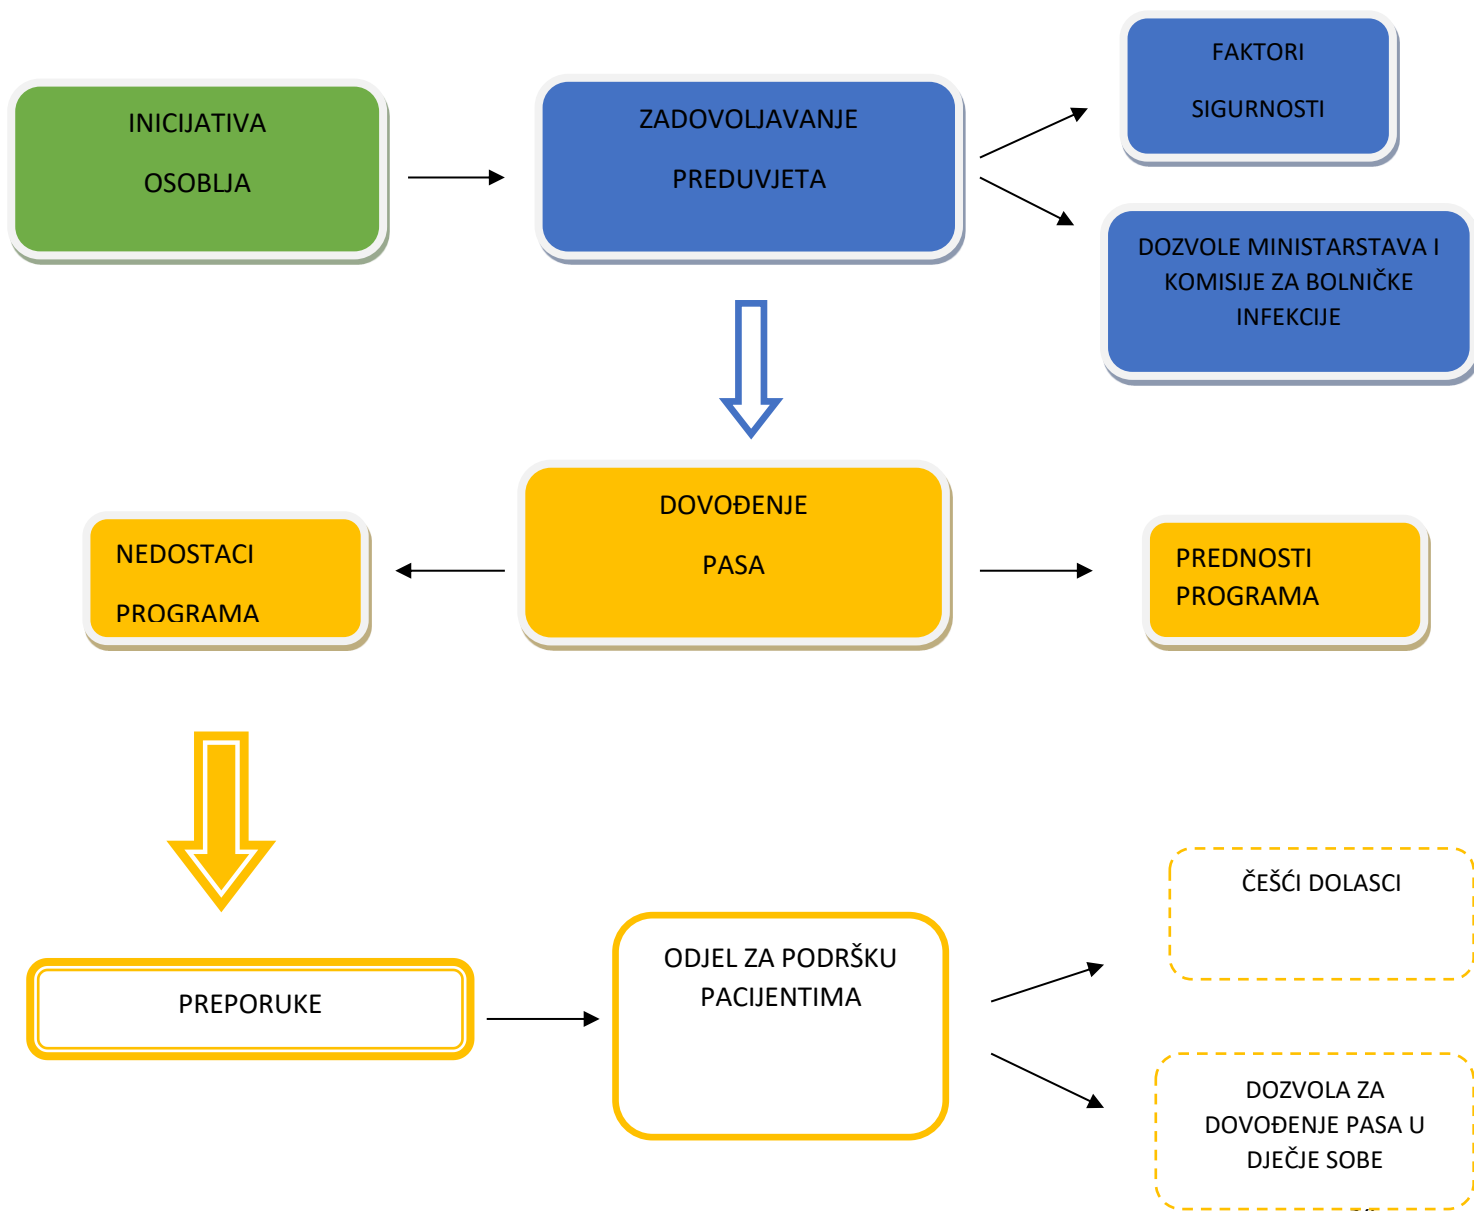 INICIJATIVA
OSOBLJA
ZADOVOLJAVANJE
PREDUVJETA
FAKTORI
SIGURNOSTI
DOZVOLE MINISTARSTAVA I
KOMISIJE ZA BOLNIČKE
INFEKCIJE
DOVOĐENJE
PASA
NEDOSTACI
PROGRAMA
PREDNOSTI
PROGRAMA
PREPORUKE
ODJEL ZA PODRŠKU
PACIJENTIMA
ČEŠĆI DOLASCI
DOZVOLA ZA
DOVOĐENJE PASA U
DJEČJE SOBE